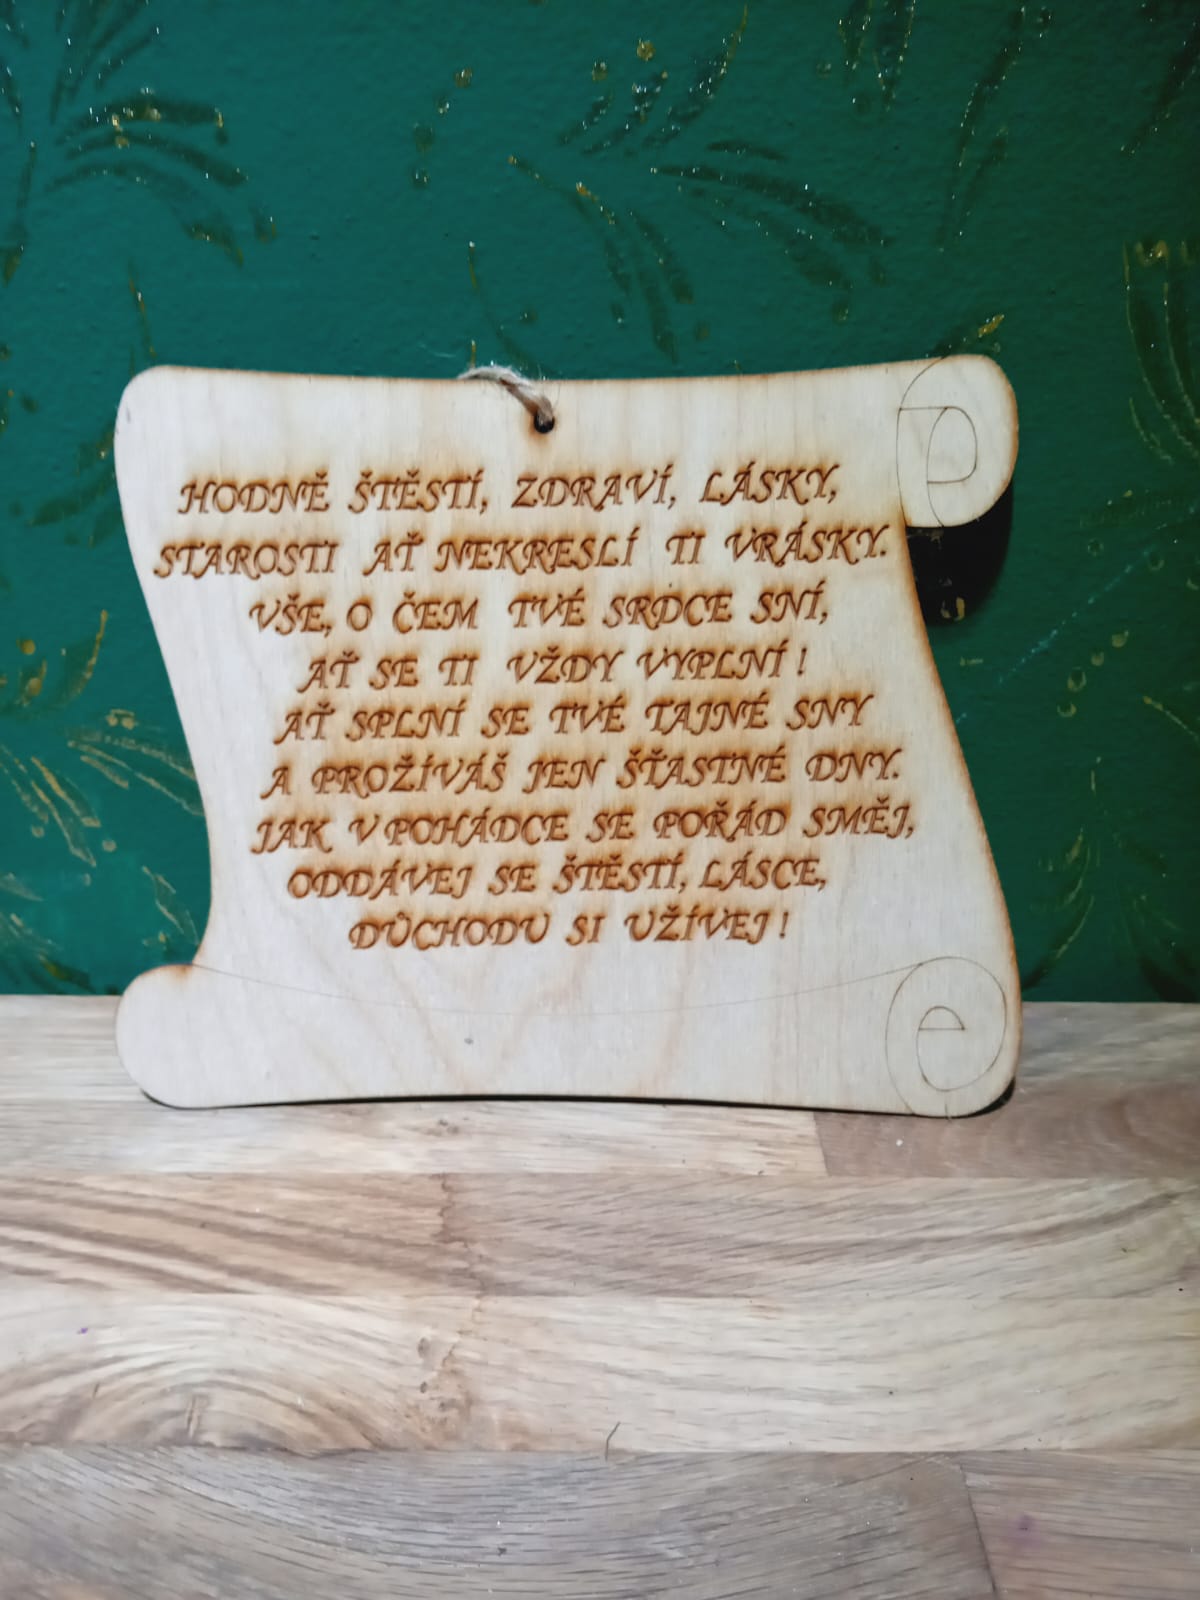 HODNĚ ŠTĚSTÍ, ZDRAVÍ, LÁSKY,
STAROSTI AŤ NEKRESLÍ TI VRÁSKY.
VŠE, O ČEM TVÉ SRDCE SNÍ,
AŤ SE TI VŽDY VYPLNÍ!
AŤ SPLNÍ SE TVÉ TAJNÉ SNY
A PROŽÍVÁŠ JEN ŠŤASTNÉ DNY.
JAK V POHÁDCE SE POŘÁD SMĚJ,
ODDÁVEJ SE ŠTĚSTÍ, LÁSCE,
DŮCHODU SI UŽÍVEJ!